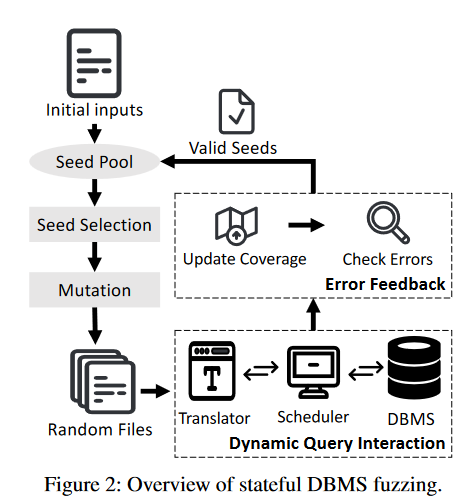 Initial inputs
Valid Seeds
Seed Pool
Seed Selection
Update Coverage
Check Errors
Error Feedback
Mutation
T
Random Files
Translator
Scheduler
DBMS
Dynamic Query Interaction
Figure 2: Overview of stateful DBMS fuzzing.